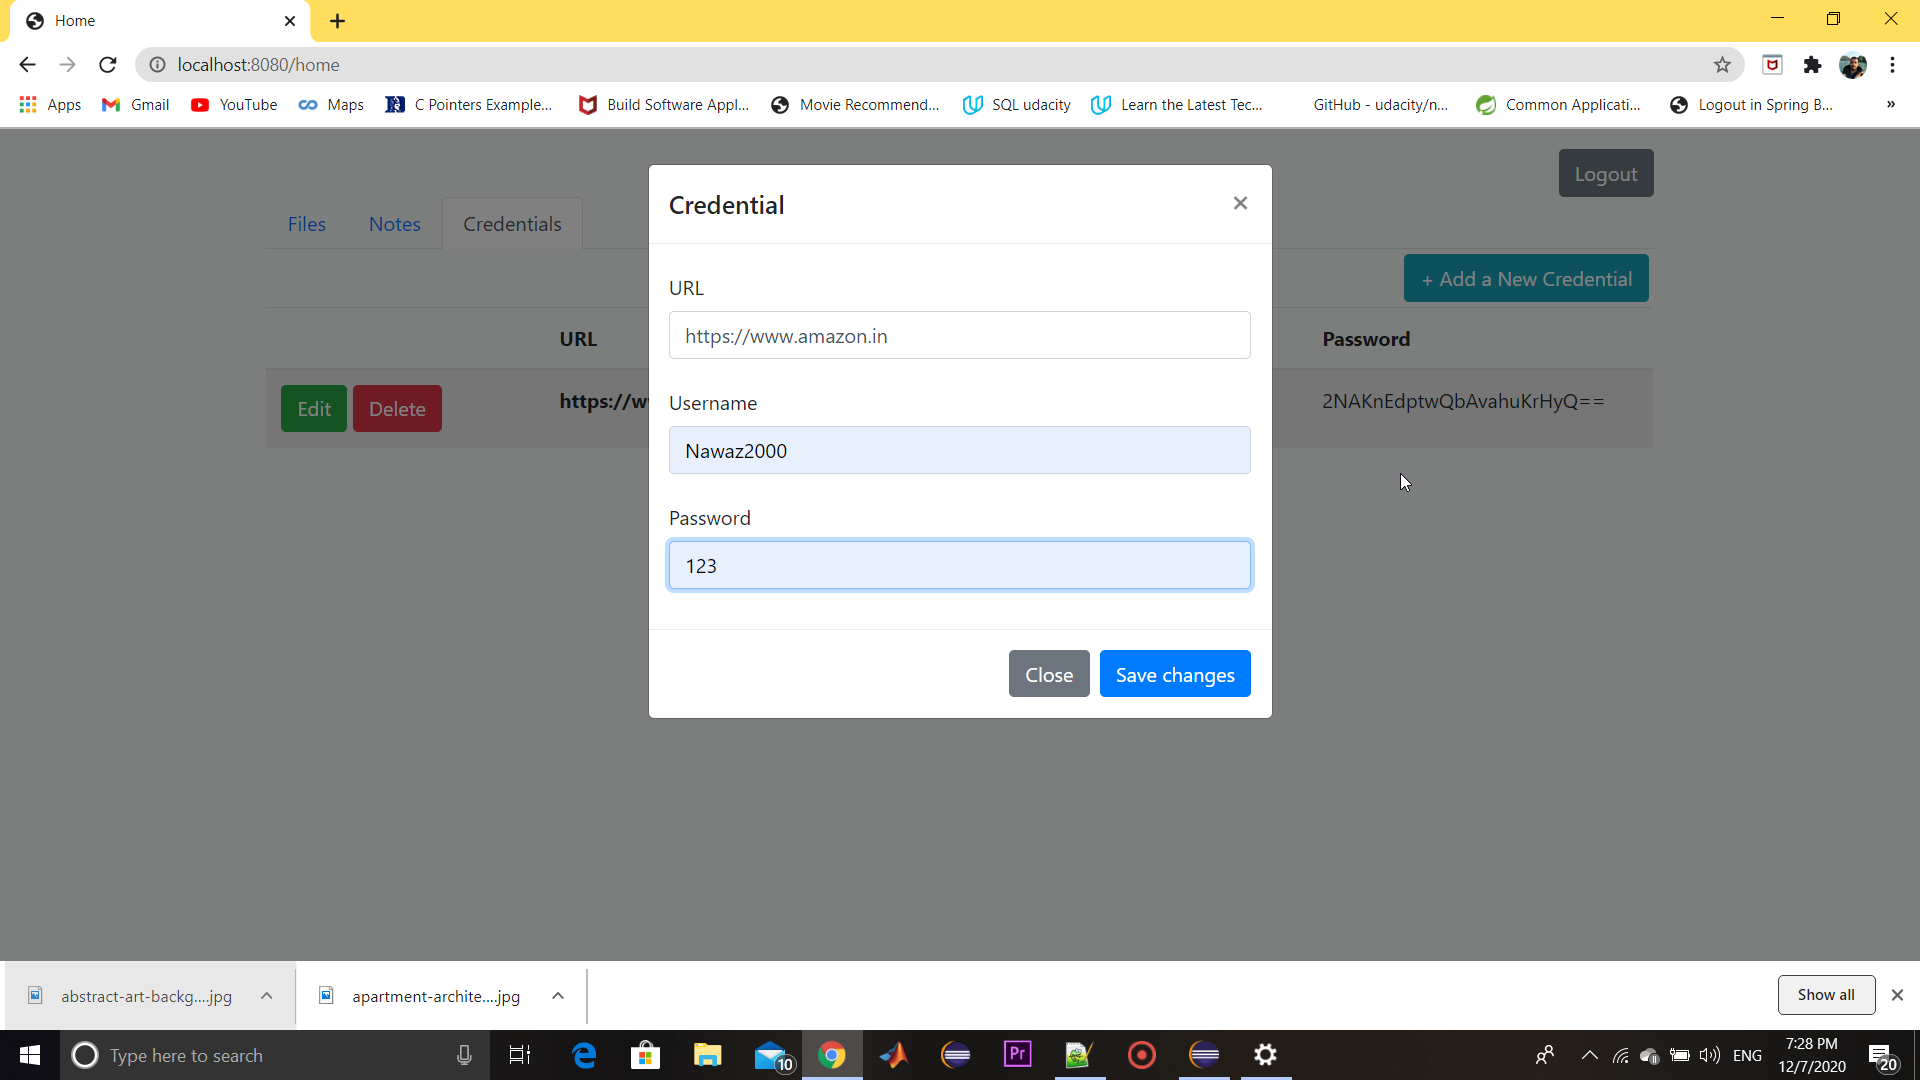 Home
localhost:8080/home
Apps
Gmail
YouTube
Maps
C Pointers Example...
Build Software Appl...
Movie Recommend...
SQL udacity
Learn the Latest Tec...
GitHub - udacity/n...
Common Applicati...
Logout in Spring B...
»
Logout
Files
Notes
Credentials
+ Add a New Credential
URL
Password
Edit
Delete
https://w
2NAKnEdptwQbAvahuKrHyQ==
Credential
×
URL
https://www.amazon.in
Username
Nawaz2000
Password
123
Close
Save changes
abstract-art-backg....jpg
apartment-archite....jpg
Show all
Type here to search
10
Pr
ENG
7:28 PM
12/7/2020
20